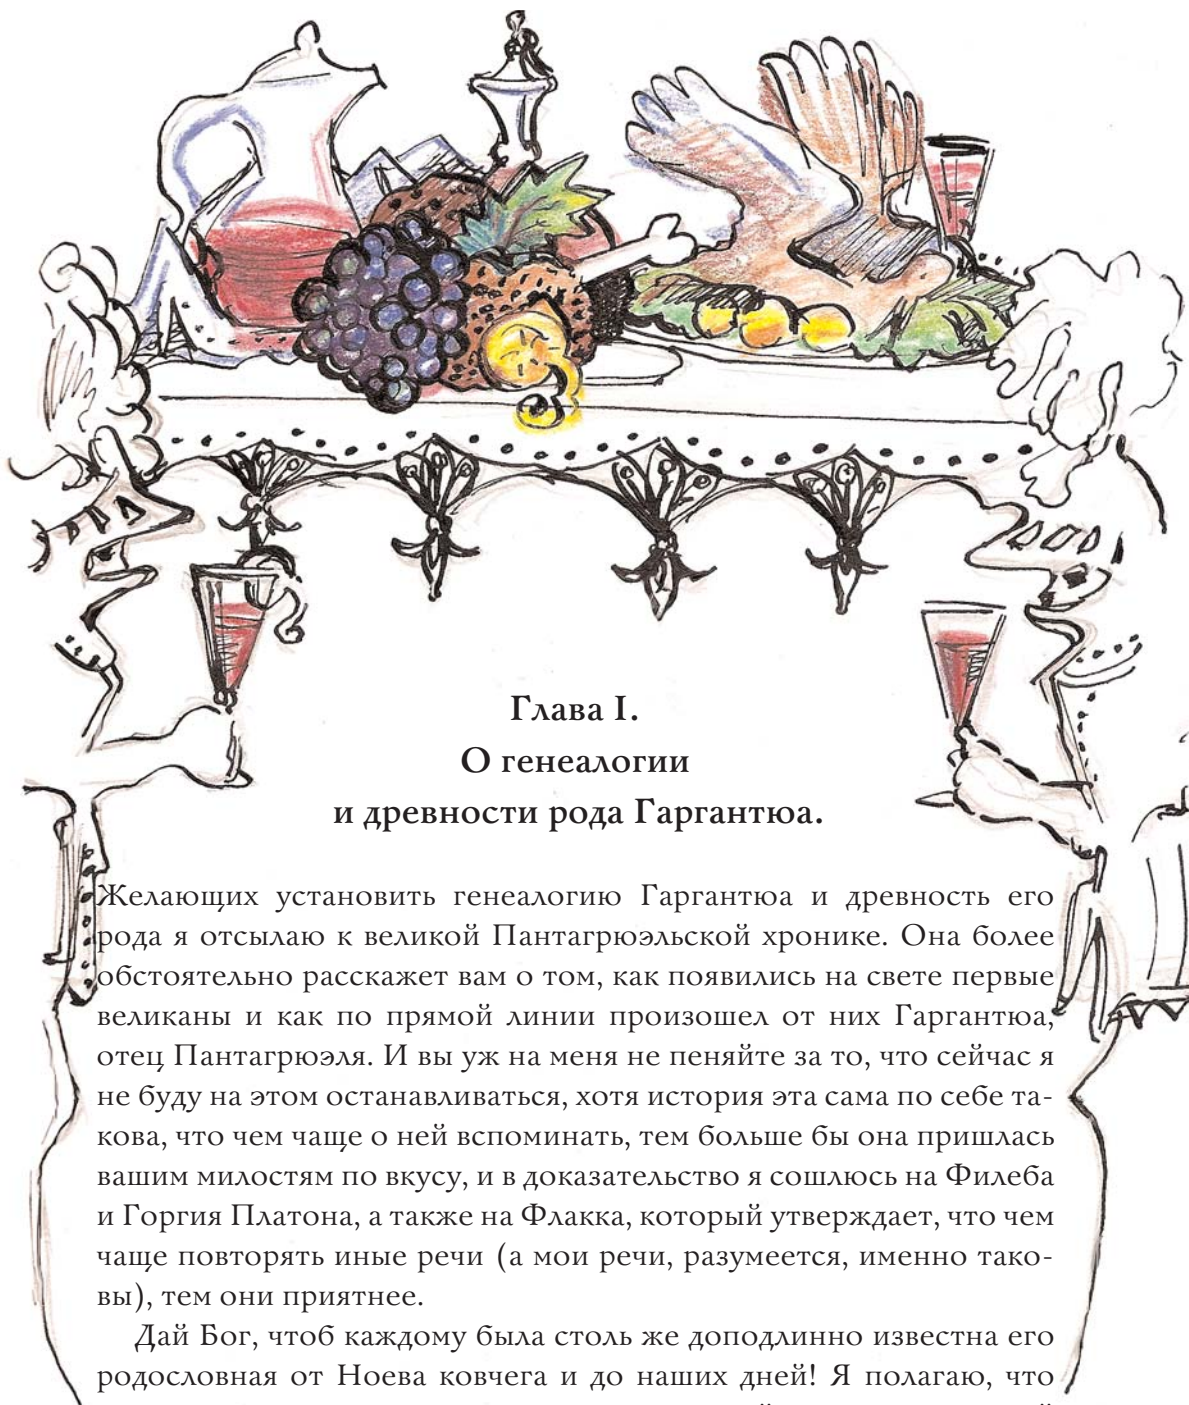 Глава I.
О генеалогии
и древности рода Гаргантюа.
Желающих установить генеалогию Гаргантюа и древность его
рода я отсылаю к великой Пантагрюэльской хронике. Она более
обстоятельно расскажет вам о том, как появились на свете первые
великаны и как по прямой линии произошел от них Гаргантюа,
отец Пантагрюэля. И вы уж на меня не пеняйте за то, что сейчас я
не буду на этом останавливаться, хотя история эта сама по себе та-
кова, что чем чаще о ней вспоминать, тем больше бы она пришлась
вашим милостям по вкусу, и в доказательство я сошлюсь на Филеба
и Горгия Платона, а также на Флакка, который утверждает, что чем
чаще повторять иные речи (а мои речи, разумеется, именно тако-
вы), тем они приятнее.
Дай Бог, чтоб каждому была столь же доподлинно известна его
родословная от Ноева ковчега и до наших дней! Я полагаю, что